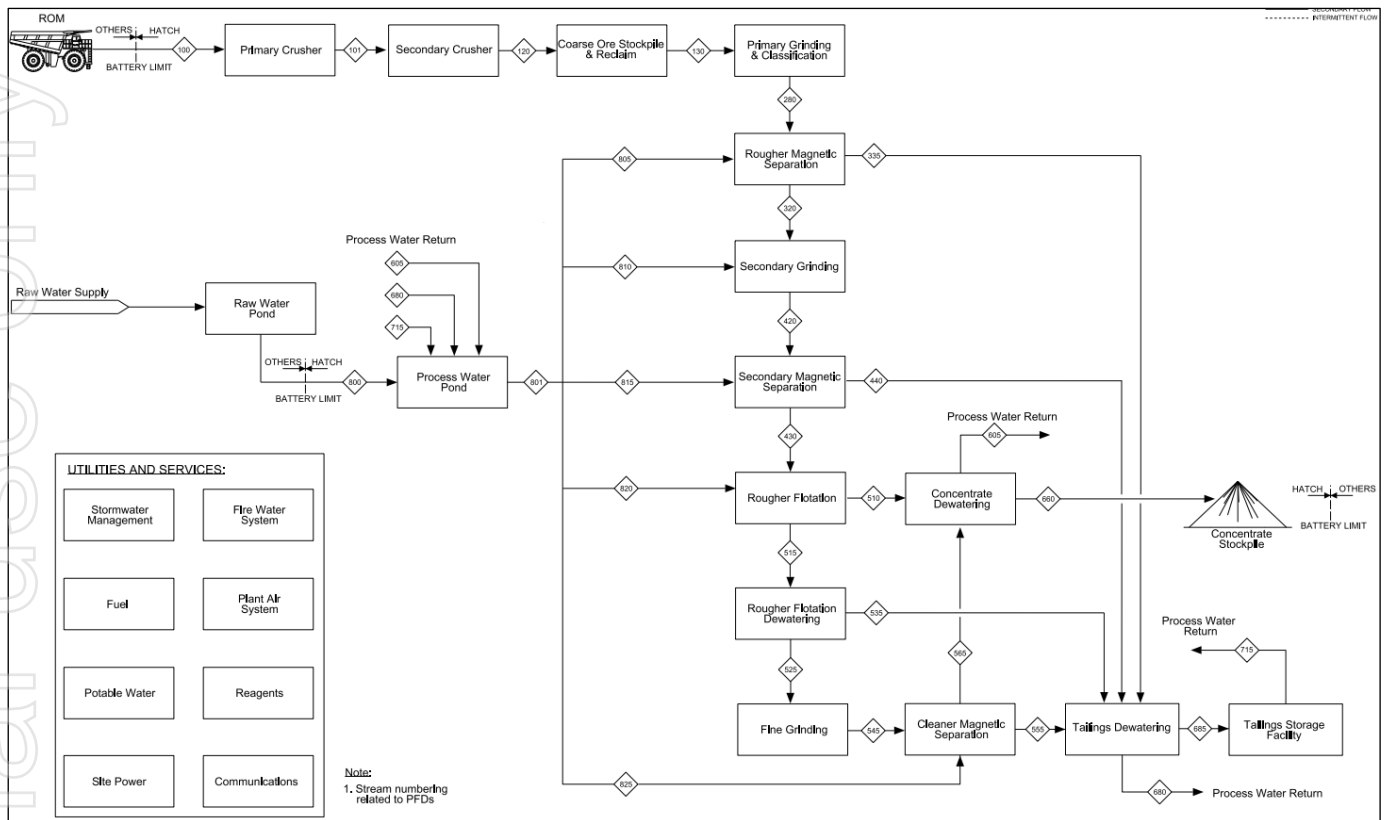 ROM
OTHERS
HATCH
BATTERY LIMIT
100
Primary Crusher
101
Secondary Crusher
120
Coarse Ore Stockpile
& Reclaim
130
Primary Grinding
& Classification
SECONDARY FLOW
INTERMITTENT FLOW
280
805
Rougher Magnetic
Separation
335
320
Process Water Return
605
810
Secondary Grinding
Raw Water Supply
Raw Water
Pond
680
715
420
OTHERS
HATCH
BATTERY LIMIT
800
Process Water
Pond
801
815
Secondary Magnetic
Separation
440
430
Process Water Return
605
820
Rougher Flotation
510
Concentrate
Dewatering
660
Concentrate
Stockpile
HATCH
OTHERS
BATTERY LIMIT
515
Rougher Flotation
Dewatering
535
Process Water
Return
715
525
565
Fine Grinding
545
Cleaner Magnetic
Separation
555
Tailings Dewatering
685
Tailings Storage
Facility
825
680
Process Water Return
UTILITIES AND SERVICES:
Stormwater
Management
Fire Water
System
Fuel
Plant Air
System
Potable Water
Reagents
Site Power
Communications
Note:
1. Stream numbering
related to PFDs